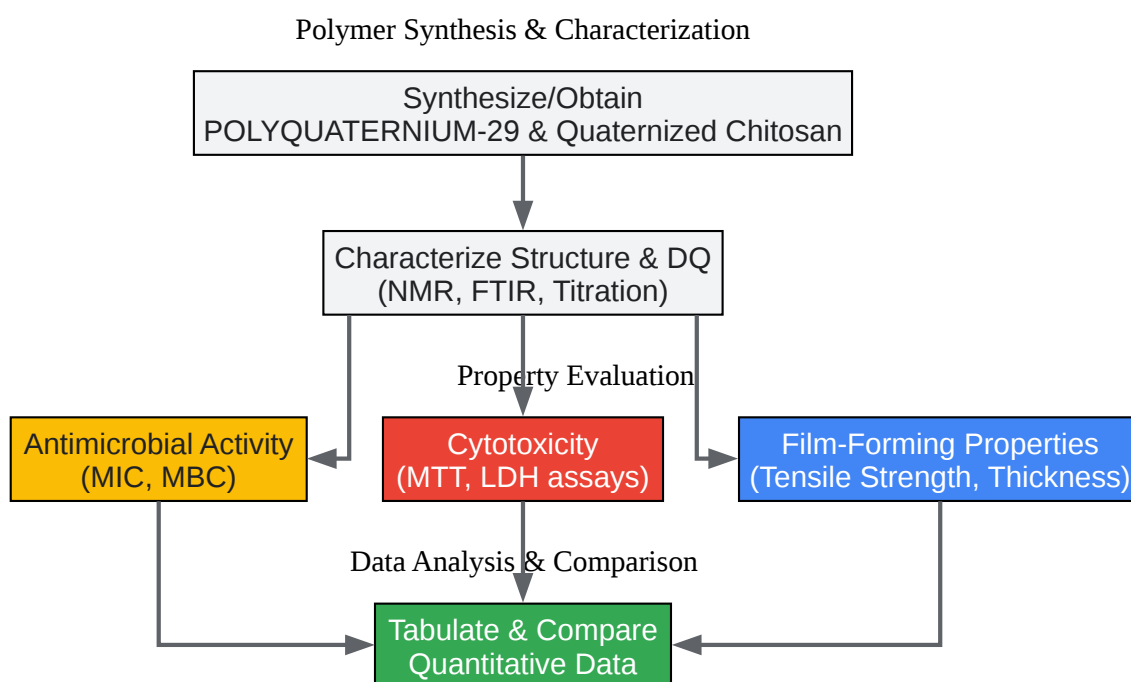 Polymer Synthesis & Characterization
Synthesize/Obtain
POLYQUATERNIUM-29 & Quaternized Chitosan
Characterize Structure & DQ
(NMR, FTIR, Titration)
Property Evaluation
Antimicrobial Activity
(MIC, MBC)
Cytotoxicity
(MTT, LDH assays)
Film-Forming Properties
(Tensile Strength, Thickness)
Data Analysis & Comparison
Tabulate & Compare
Quantitative Data